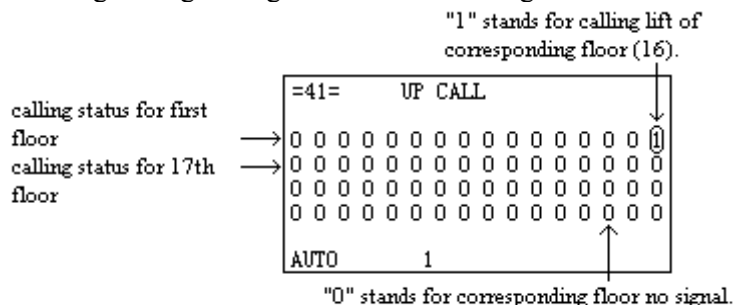 "1" stands for calling lift of
corresponding floor (16).
=41= UP CALL
calling status for first
floor
0 0 0 0 0 0 0 0 0 0 0 0 0 0 0 1
calling status for 17th
floor
0 0 0 0 0 0 0 0 0 0 0 0 0 0 0 0
0 0 0 0 0 0 0 0 0 0 0 0 0 0 0 0
0 0 0 0 0 0 0 0 0 0 0 0 0 0 0 0
AUTO 1
"0" stands for corresponding floor no signal.